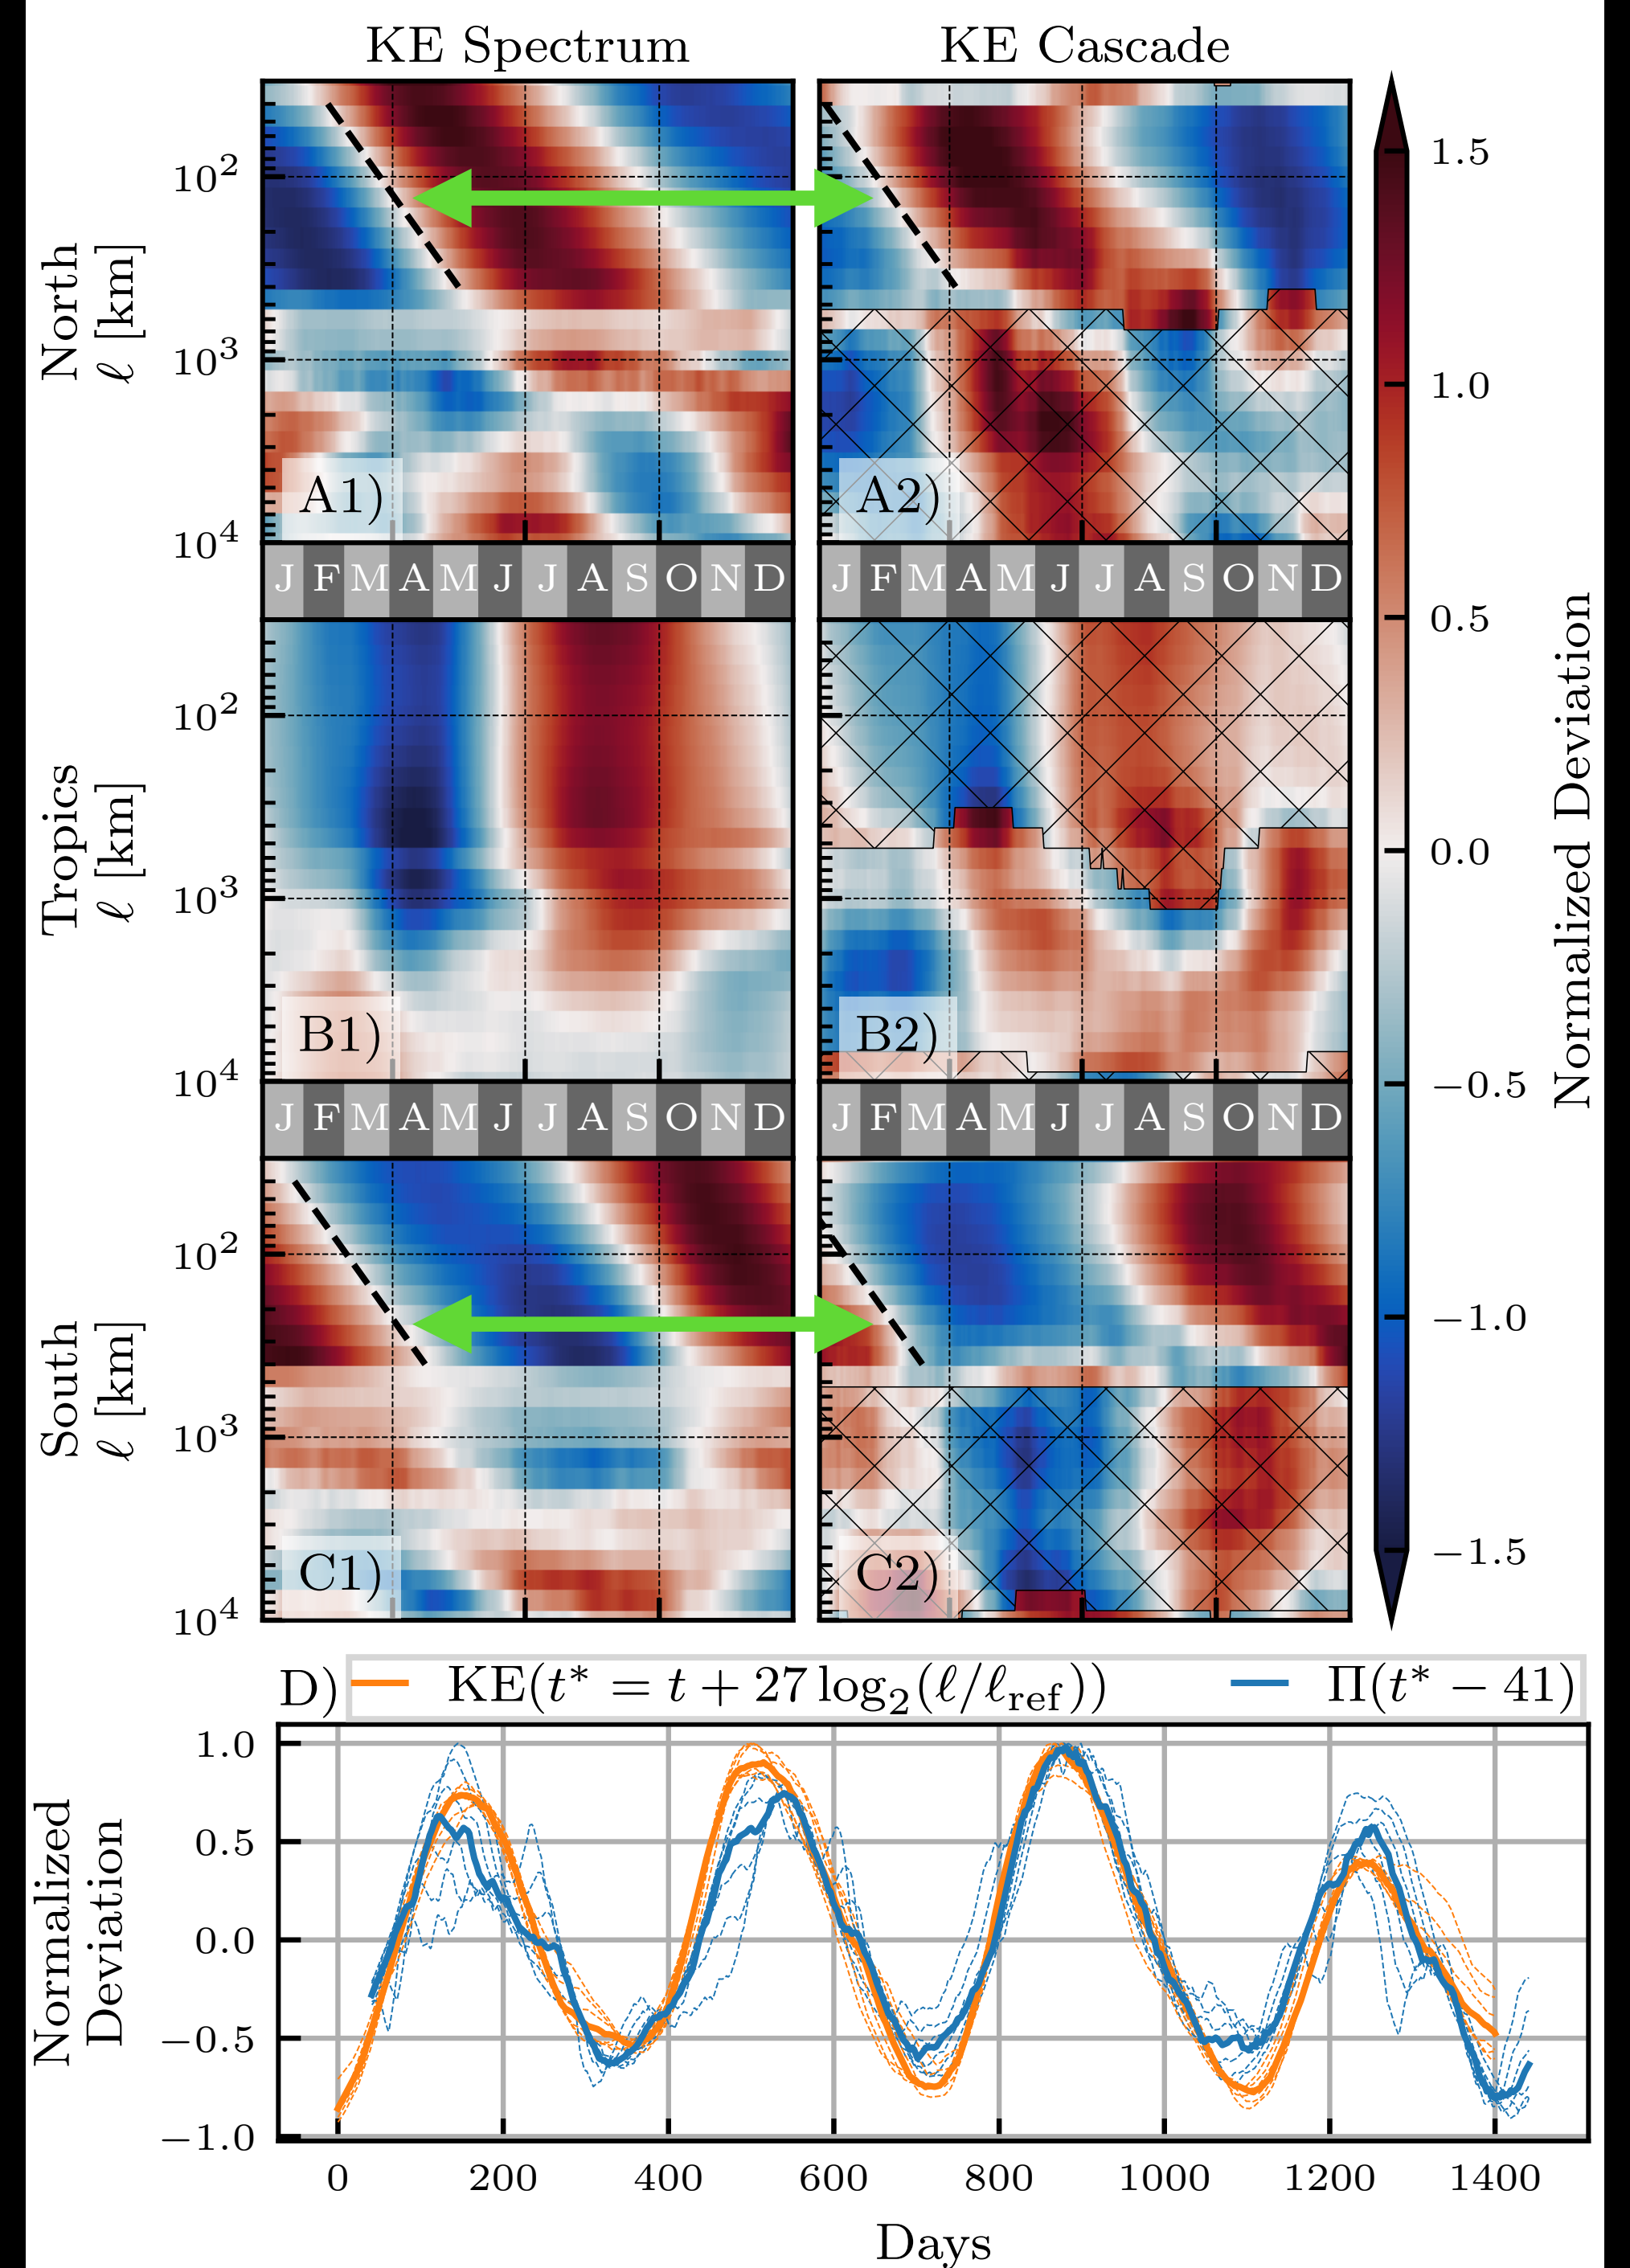 KE Spectrum KE Cascade
North
ℓ [km]
10²
10³
10⁴
A1) A2)
J F M A M J J A S O N D J F M A M J J A S O N D
Tropics
ℓ [km]
10²
10³
10⁴
B1) B2)
J F M A M J J A S O N D J F M A M J J A S O N D
South
ℓ [km]
10²
10³
10⁴
C1) C2)
1.5
1.0
0.5
0.0
−0.5
−1.0
−1.5
Normalized Deviation
D) KE(t* = t + 27 log₂(ℓ/ℓ_ref)) Π(t* − 41)
Normalized
Deviation
1.0
0.5
0.0
−0.5
−1.0
0 200 400 600 800 1000 1200 1400
Days